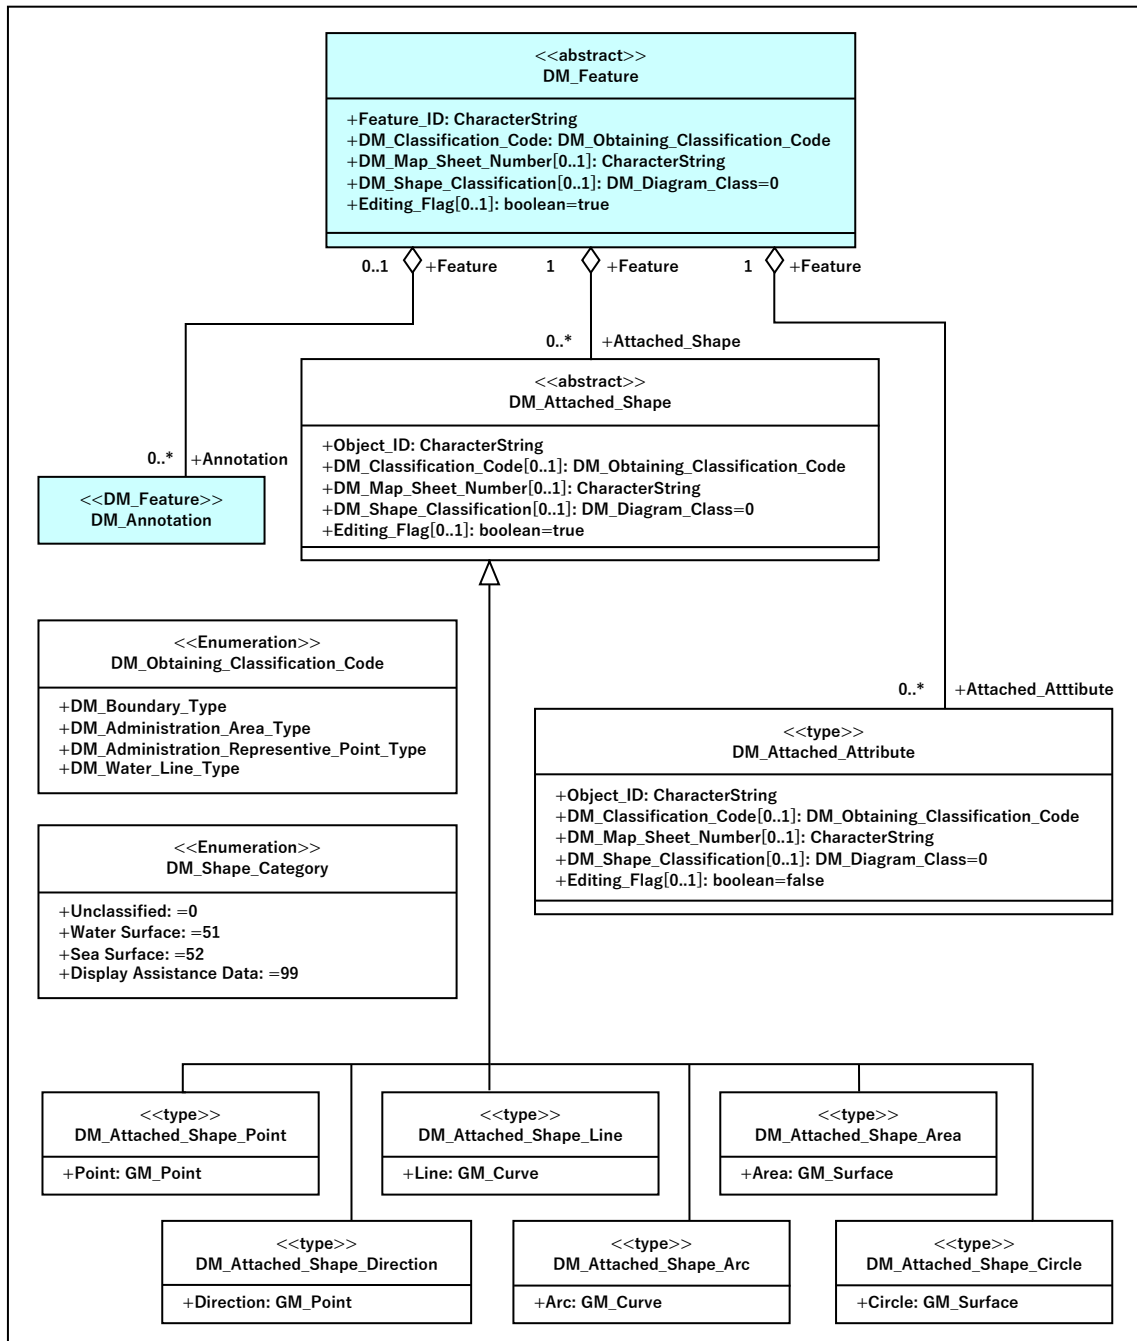 <<abstract>>
DM_Feature
+Feature_ID: CharacterString
+DM_Classification_Code: DM_Obtaining_Classification_Code
+DM_Map_Sheet_Number[0..1]: CharacterString
+DM_Shape_Classification[0..1]: DM_Diagram_Class=0
+Editing_Flag[0..1]: boolean=true
0..1 +Feature
1 +Feature
1 +Feature
0..* +Attached_Shape
<<abstract>>
DM_Attached_Shape
+Object_ID: CharacterString
+DM_Classification_Code[0..1]: DM_Obtaining_Classification_Code
+DM_Map_Sheet_Number[0..1]: CharacterString
+DM_Shape_Classification[0..1]: DM_Diagram_Class=0
+Editing_Flag[0..1]: boolean=true
0..* +Annotation
<<DM_Feature>>
DM_Annotation
<<Enumeration>>
DM_Obtaining_Classification_Code
+DM_Boundary_Type
+DM_Administration_Area_Type
+DM_Administration_Representive_Point_Type
+DM_Water_Line_Type
0..* +Attached_Atttibute
<<type>>
DM_Attached_Attribute
+Object_ID: CharacterString
+DM_Classification_Code[0..1]: DM_Obtaining_Classification_Code
+DM_Map_Sheet_Number[0..1]: CharacterString
+DM_Shape_Classification[0..1]: DM_Diagram_Class=0
+Editing_Flag[0..1]: boolean=false
<<Enumeration>>
DM_Shape_Category
+Unclassified: =0
+Water Surface: =51
+Sea Surface: =52
+Display Assistance Data: =99
<<type>>
DM_Attached_Shape_Point
+Point: GM_Point
<<type>>
DM_Attached_Shape_Line
+Line: GM_Curve
<<type>>
DM_Attached_Shape_Area
+Area: GM_Surface
<<type>>
DM_Attached_Shape_Direction
+Direction: GM_Point
<<type>>
DM_Attached_Shape_Arc
+Arc: GM_Curve
<<type>>
DM_Attached_Shape_Circle
+Circle: GM_Surface